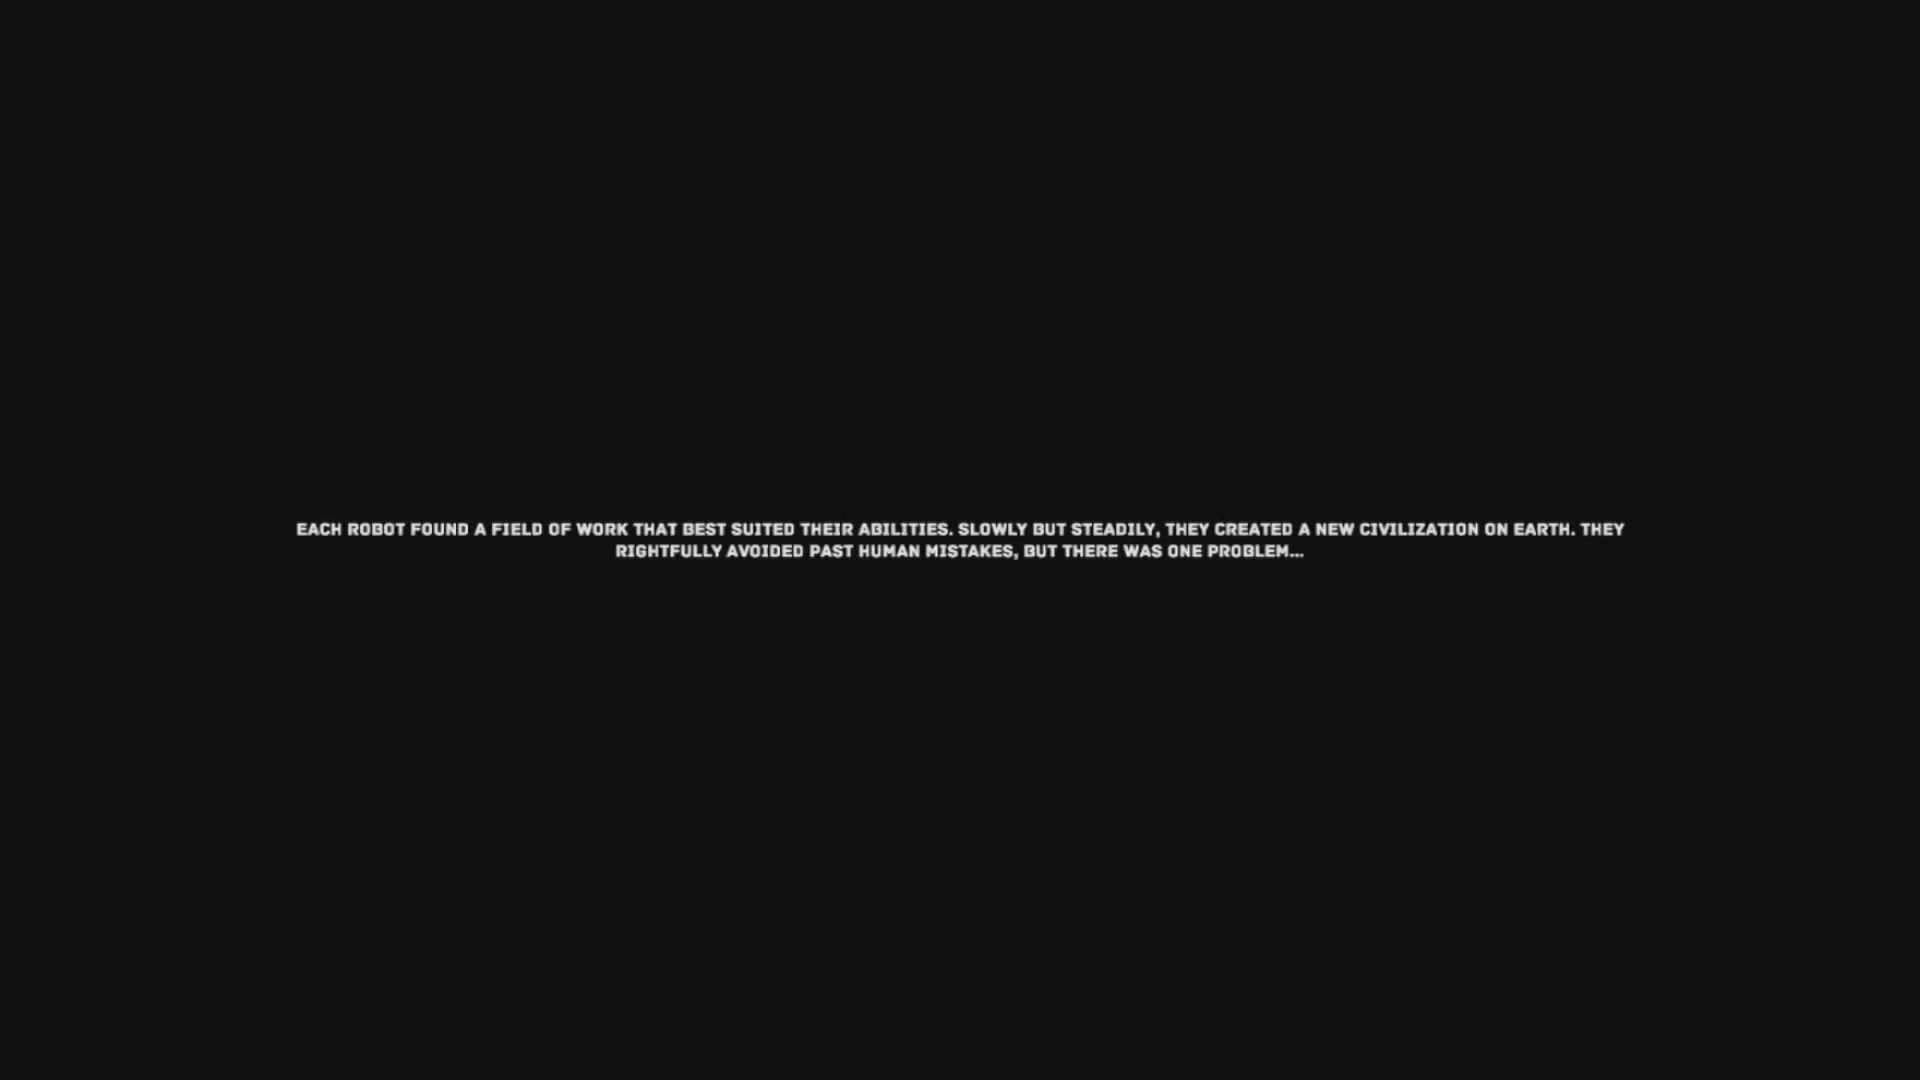 EACH ROBOT FOUND A FIELD OF WORK THAT BEST SUITED THEIR ABILITIES. SLOWLY BUT STEADILY, THEY CREATED A NEW CIVILIZATION ON EARTH. THEY
RIGHTFULLY AVOIDED PAST HUMAN MISTAKES, BUT THERE WAS ONE PROBLEM...